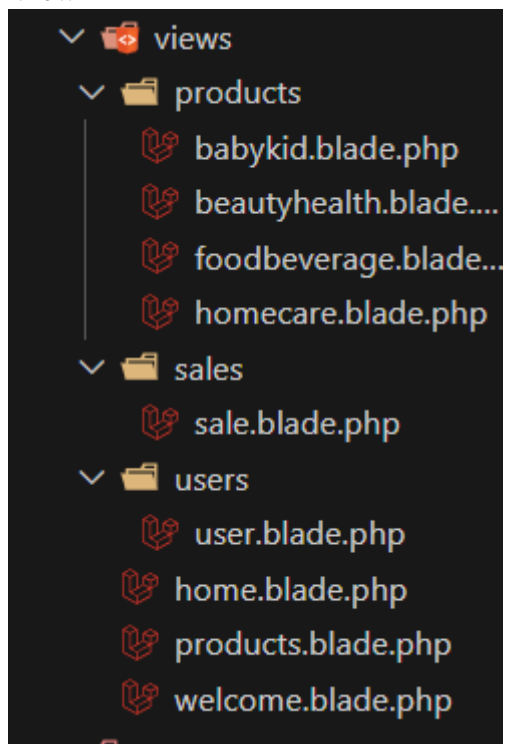 views
products
babykid.blade.php
beautyhealth.blade....
foodbeverage.blade...
homecare.blade.php
sales
sale.blade.php
users
user.blade.php
home.blade.php
products.blade.php
welcome.blade.php